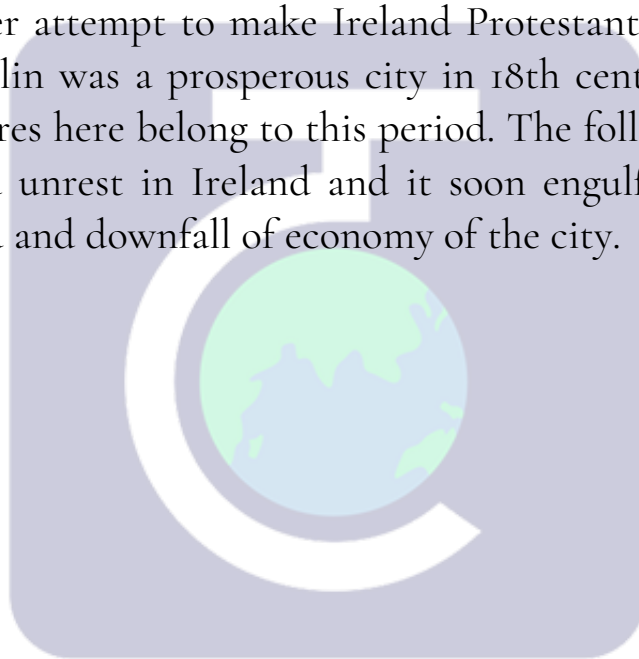 er attempt to make Ireland Protestant
lin was a prosperous city in 18th cent
res here belong to this period. The foll
unrest in Ireland and it soon engulf
and downfall of economy of the city.